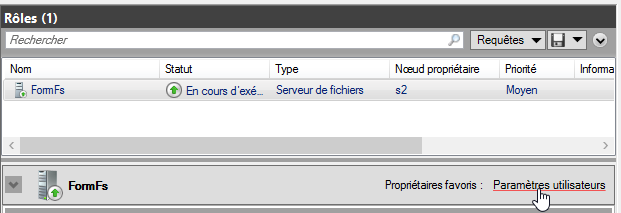 Rôles (1)
Rechercher
Requêtes
Nom Statut Type Nœud propriétaire Priorité Informa
FormFs En cours d'exé... Serveur de fichiers s2 Moyen
FormFs Propriétaires favoris : Paramètres utilisateurs